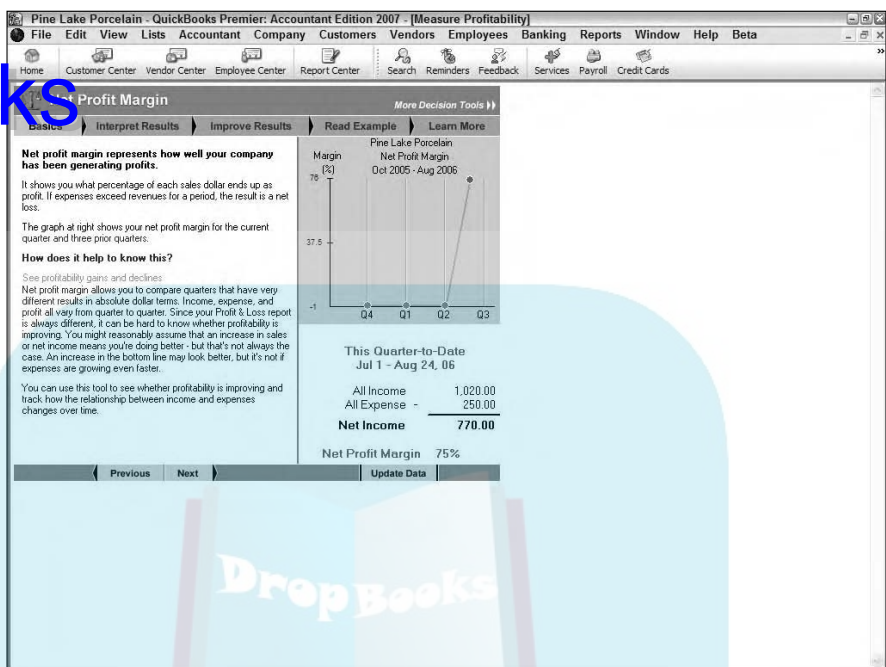 Pine Lake Porcelain - QuickBooks Premier: Accountant Edition 2007 - [Measure Profitability]
File Edit View Lists Accountant Company Customers Vendors Employees Banking Reports Window Help Beta
Home Customer Center Vendor Center Employee Center Report Center Search Reminders Feedback Services Payroll Credit Cards
ks
Net Profit Margin
More Decision Tools
Basics Interpret Results Improve Results Read Example Learn More
Net profit margin represents how well your company
has been generating profits.
It shows you what percentage of each sales dollar ends up as
profit. If expenses exceed revenues for a period, the result is a net
loss.
The graph at right shows your net profit margin for the current
quarter and three prior quarters.
How does it help to know this?
See profitability gains and declines
Net profit margin allows you to compare quarters that have very
different results in absolute dollar terms. Income, expense, and
profit all vary from quarter to quarter. Since your Profit & Loss report
is always different, it can be hard to know whether profitability is
improving. You might reasonably assume that an increase in sales
or net income means you're doing better - but that's not always the
case. An increase in the bottom line may look better, but it's not if
expenses are growing even faster.
You can use this tool to see whether profitability is improving and
track how the relationship between income and expenses
changes over time.
Pine Lake Porcelain
Margin Net Profit Margin
(%) Oct 2005 - Aug 2006
76
37.5
-1
Q4 Q1 Q2 Q3
This Quarter-to-Date
Jul 1 - Aug 24, 06
All Income 1,020.00
All Expense - 250.00
Net Income 770.00
Net Profit Margin 75%
Previous Next Update Data
DropBooks